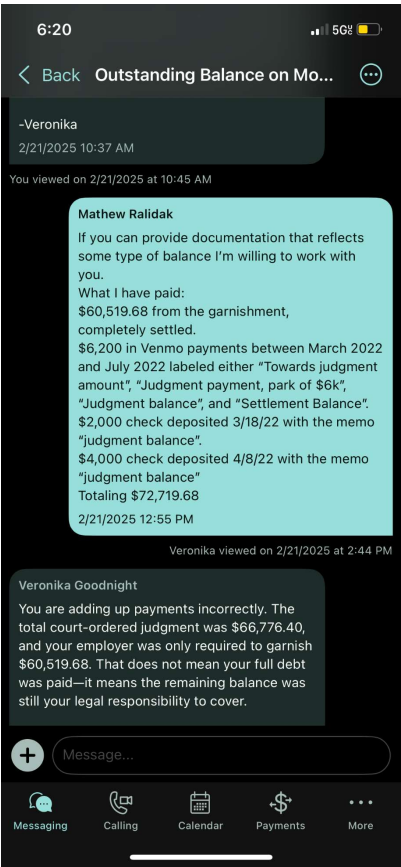 6:20
5G
Back
Outstanding Balance on Mo...
-Veronika
2/21/2025 10:37 AM
You viewed on 2/21/2025 at 10:45 AM
Mathew Ralidak
If you can provide documentation that reflects
some type of balance I’m willing to work with
you.
What I have paid:
$60,519.68 from the garnishment,
completely settled.
$6,200 in Venmo payments between March 2022
and July 2022 labeled either “Towards judgment
amount”, “Judgment payment, park of $6k”,
“Judgment balance”, and “Settlement Balance”.
$2,000 check deposited 3/18/22 with the memo
“judgment balance”.
$4,000 check deposited 4/8/22 with the memo
“judgment balance”
Totaling $72,719.68
2/21/2025 12:55 PM
Veronika viewed on 2/21/2025 at 2:44 PM
Veronika Goodnight
You are adding up payments incorrectly. The
total court-ordered judgment was $66,776.40,
and your employer was only required to garnish
$60,519.68. That does not mean your full debt
was paid—it means the remaining balance was
still your legal responsibility to cover.
Message...
Messaging
Calling
Calendar
Payments
More